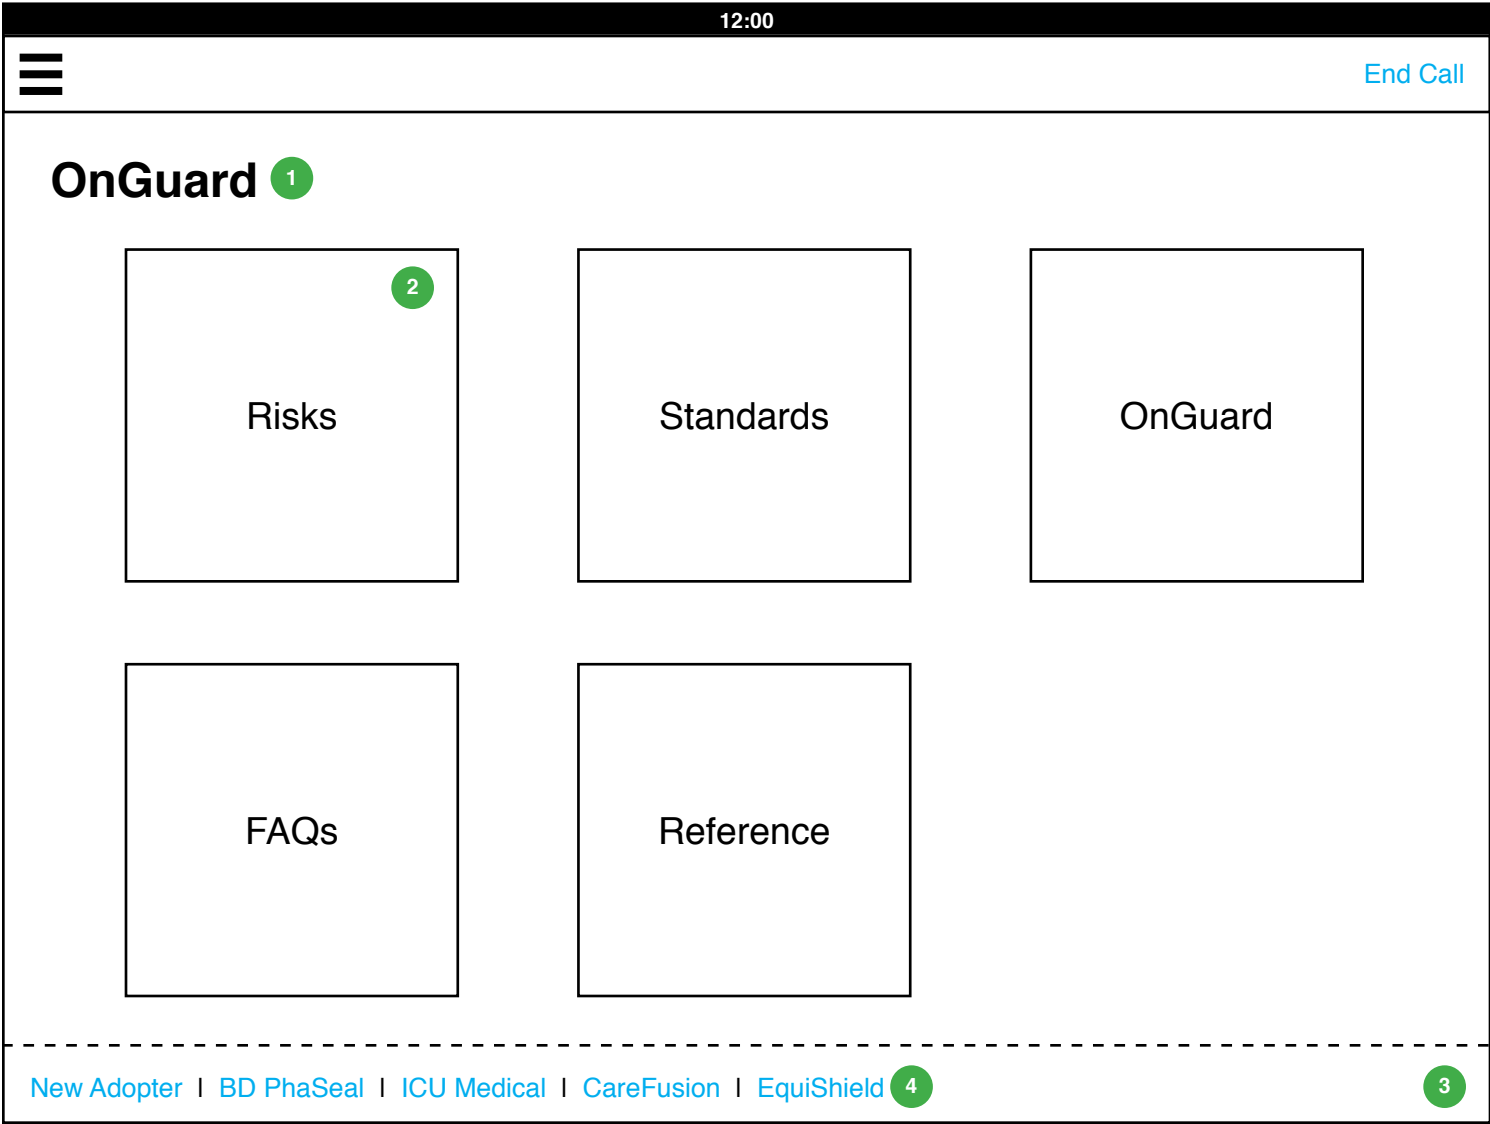 12:00
End Call
OnGuard 1
2
Risks
Standards
OnGuard
FAQs
Reference
New Adopter | BD PhaSeal | ICU Medical | CareFusion | EquiShield 4
3